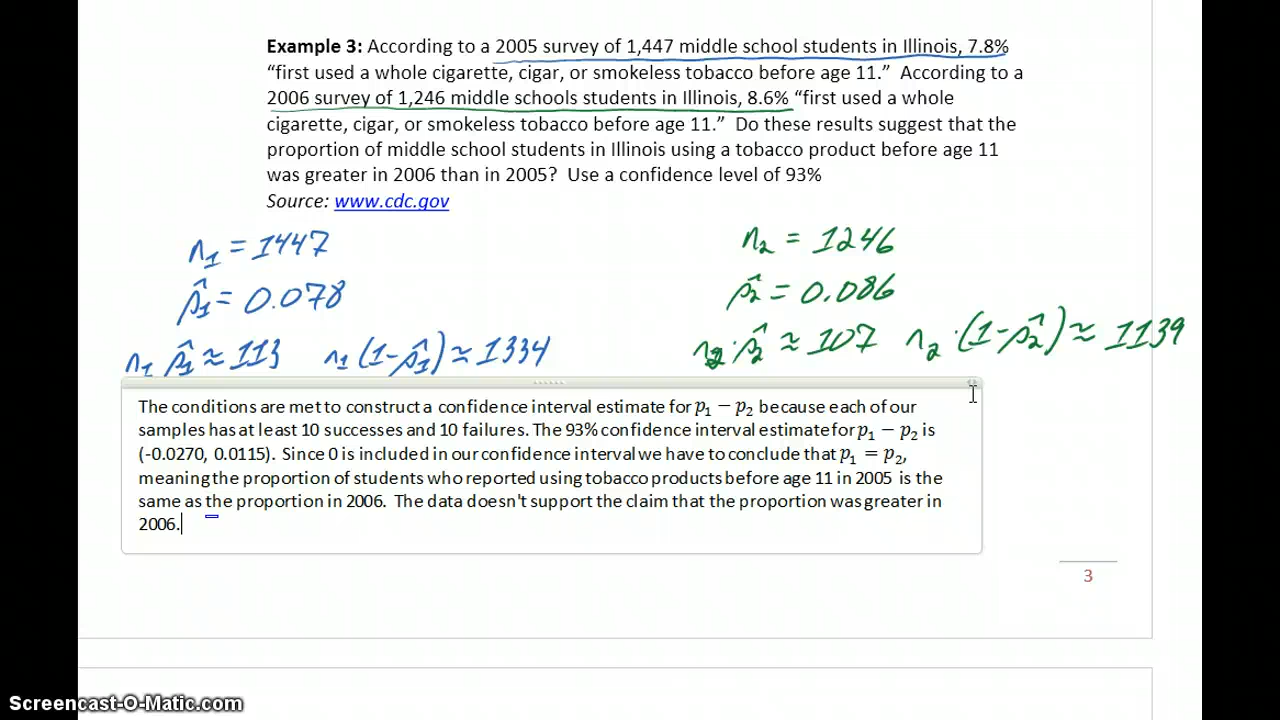 Example 3: According to a 2005 survey of 1,447 middle school students in Illinois, 7.8%
“first used a whole cigarette, cigar, or smokeless tobacco before age 11.” According to a
2006 survey of 1,246 middle schools students in Illinois, 8.6% “first used a whole
cigarette, cigar, or smokeless tobacco before age 11.” Do these results suggest that the
proportion of middle school students in Illinois using a tobacco product before age 11
was greater in 2006 than in 2005? Use a confidence level of 93%
Source: www.cdc.gov
n₁ = 1447
p̂₁ = 0.078
n₁ p̂₁ ≈ 113 n₁(1-p̂₁) ≈ 1334
n₂ = 1246
p̂₂ = 0.086
n₂·p̂₂ ≈ 107 n₂·(1-p̂₂) ≈ 1139
The conditions are met to construct a confidence interval estimate for p₁ − p₂ because each of our
samples has at least 10 successes and 10 failures. The 93% confidence interval estimate for p₁ − p₂ is
(-0.0270, 0.0115). Since 0 is included in our confidence interval we have to conclude that p₁ = p₂,
meaning the proportion of students who reported using tobacco products before age 11 in 2005 is the
same as the proportion in 2006. The data doesn't support the claim that the proportion was greater in
2006.
3
Screencast-O-Matic.com